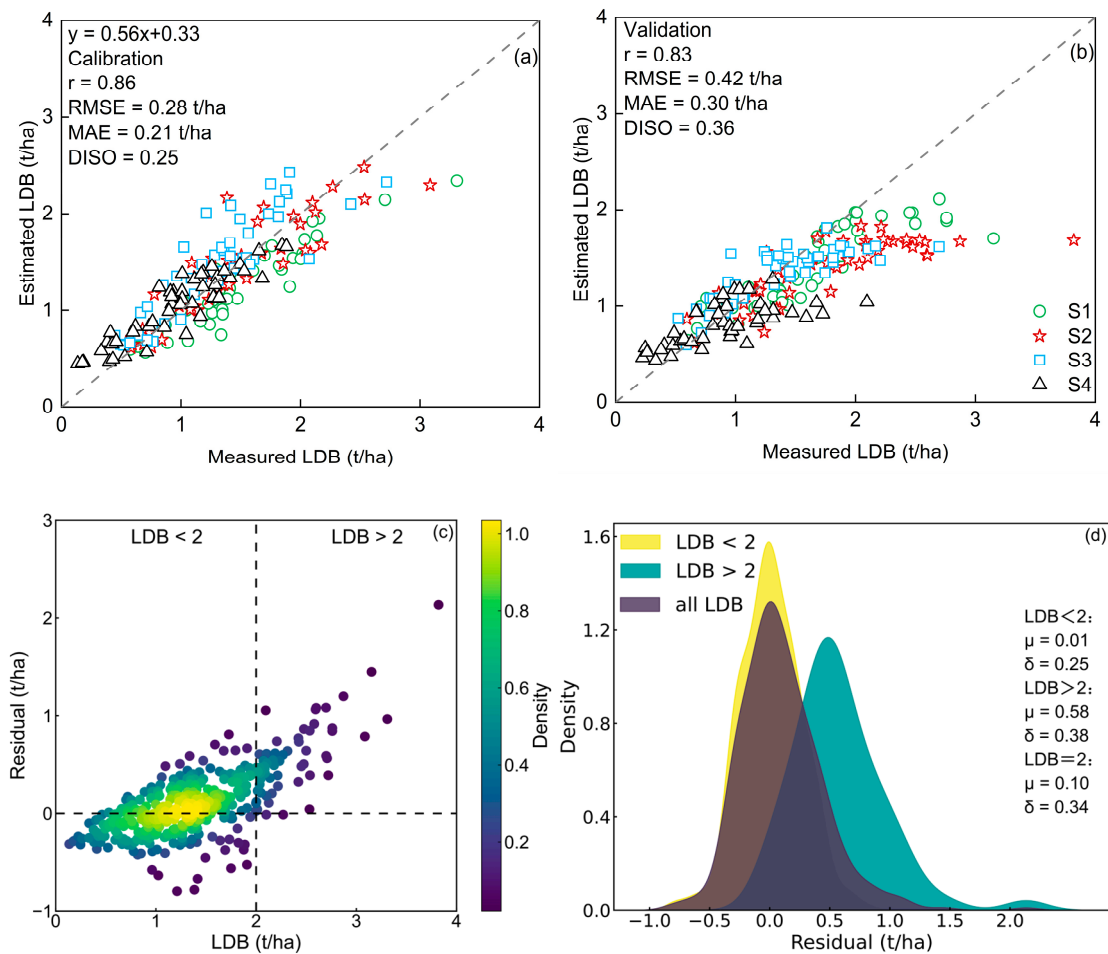 y = 0.56x+0.33
Calibration
r = 0.86
RMSE = 0.28 t/ha
MAE = 0.21 t/ha
DISO = 0.25
(a)
Estimated LDB (t/ha)
4
3
2
1
0
0 1 2 3 4
Measured LDB (t/ha)
Validation
r = 0.83
RMSE = 0.42 t/ha
MAE = 0.30 t/ha
DISO = 0.36
(b)
Estimated LDB (t/ha)
4
3
2
1
0
S1
S2
S3
S4
0 1 2 3 4
Measured LDB (t/ha)
LDB < 2 LDB > 2 (c)
Residual (t/ha)
3
2
1
0
−1
0 1 2 3 4
LDB (t/ha)
1.0
0.8
0.6
0.4
0.2
Density
(d)
LDB < 2
LDB > 2
all LDB
Density
1.6
1.2
0.8
0.4
0.0
LDB<2:
μ = 0.01
δ = 0.25
LDB>2:
μ = 0.58
δ = 0.38
LDB=2:
μ = 0.10
δ = 0.34
−1.0 −0.5 0.0 0.5 1.0 1.5 2.0
Residual (t/ha)